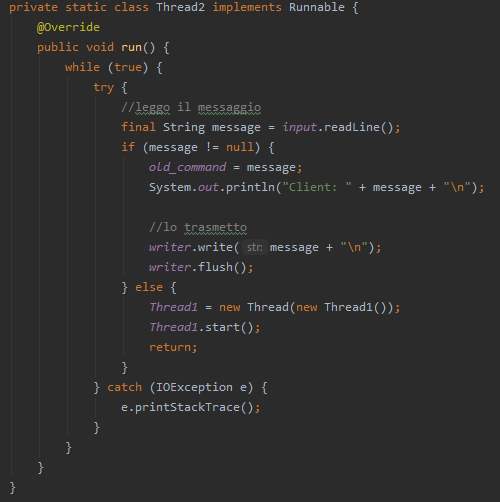 private static class Thread2 implements Runnable {
    @Override
    public void run() {
        while (true) {
            try {
                //leggo il messaggio
                final String message = input.readLine();
                if (message != null) {
                    old_command = message;
                    System.out.println("Client: " + message + "\n");

                    //lo trasmetto
                    writer.write( str: message + "\n");
                    writer.flush();
                } else {
                    Thread1 = new Thread(new Thread1());
                    Thread1.start();
                    return;
                }
            } catch (IOException e) {
                e.printStackTrace();
            }
        }
    }
}